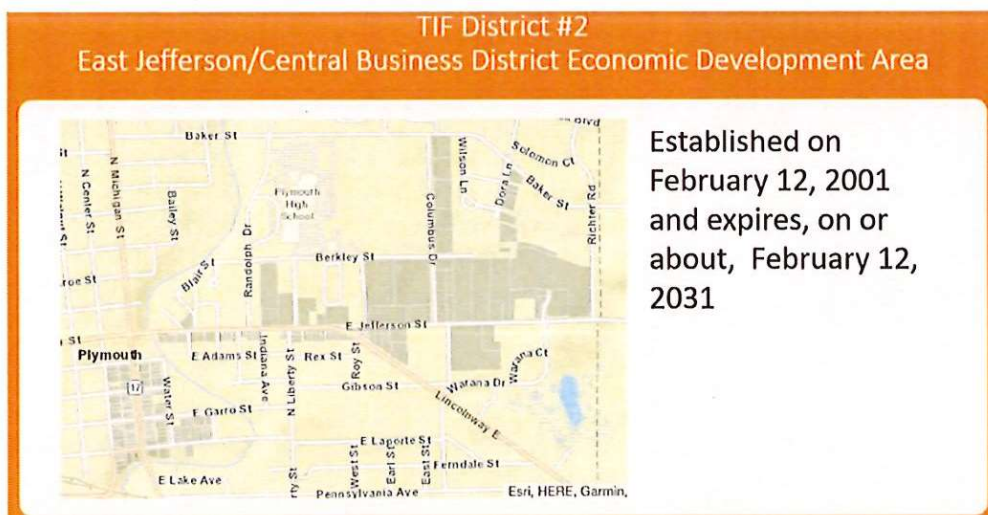 TIF District #2
East Jefferson/Central Business District Economic Development Area
Established on
February 12, 2001
and expires, on or
about, February 12,
2031
Baker St
Blvd
Solomon Ct
Wilson Ln
Dora Ln
Baker St
Richter Rd
N Center St
N Michigan St
Bailey St
Plymouth
High
School
Columbus Dr
Randolph Dr
Blair St
Berkley St
roe St
E Jefferson St
Plymouth
E Adams St
Indiana Ave
N Liberty St
Rex St
Roy St
Warana Ct
17
Water St
Gibson St
Warana Dr
Lincolnway E
E Garro St
E Laporte St
West St
Earl St
East St
Ferndale St
E Lake Ave
rty St
Pennsylvania Ave
Esri, HERE, Garmin,